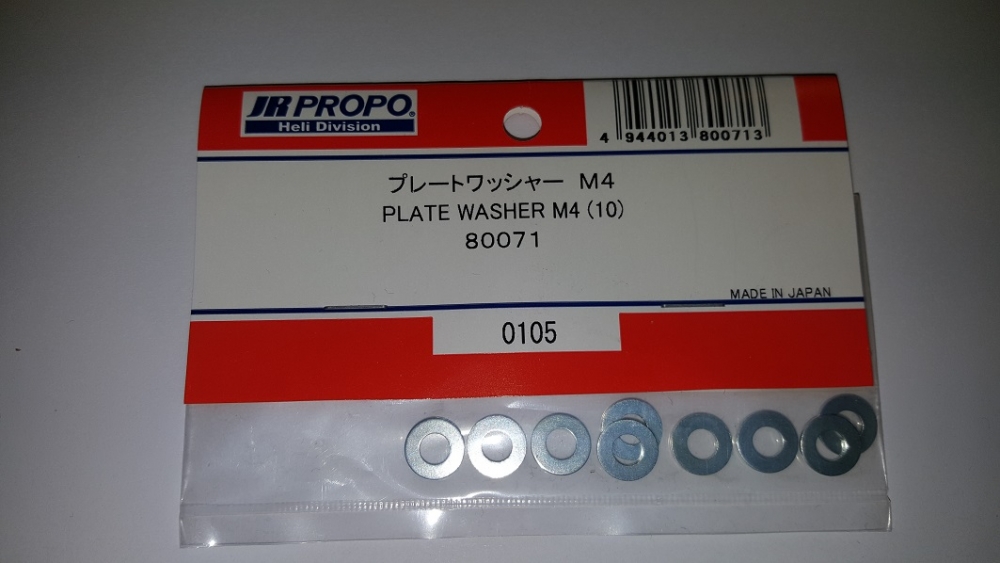 JR PROPO®
Heli Division
4 944013 800713
プレートワッシャー M4
PLATE WASHER M4 (10)
80071
MADE IN JAPAN
0105